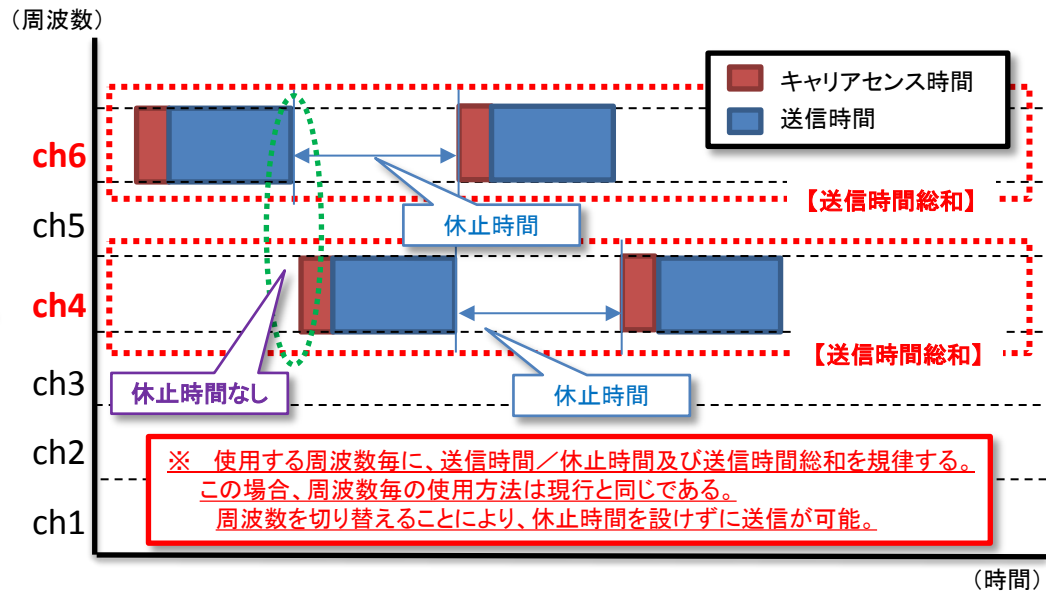 （周波数）
キャリアセンス時間
送信時間
ch6
【送信時間総和】
休止時間
ch5
ch4
【送信時間総和】
休止時間なし
休止時間
ch3
ch2
※　使用する周波数毎に、送信時間／休止時間及び送信時間総和を規律する。
この場合、周波数毎の使用方法は現行と同じである。
周波数を切り替えることにより、休止時間を設けずに送信が可能。
ch1
（時間）